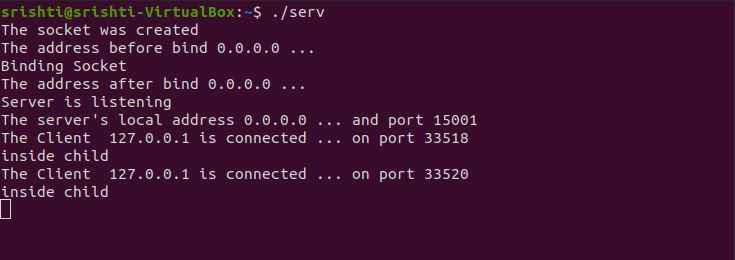 srishti@srishti-VirtualBox:~$ ./serv
The socket was created
The address before bind 0.0.0.0 ...
Binding Socket
The address after bind 0.0.0.0 ...
Server is listening
The server's local address 0.0.0.0 ... and port 15001
The Client  127.0.0.1 is connected ... on port 33518
inside child
The Client  127.0.0.1 is connected ... on port 33520
inside child